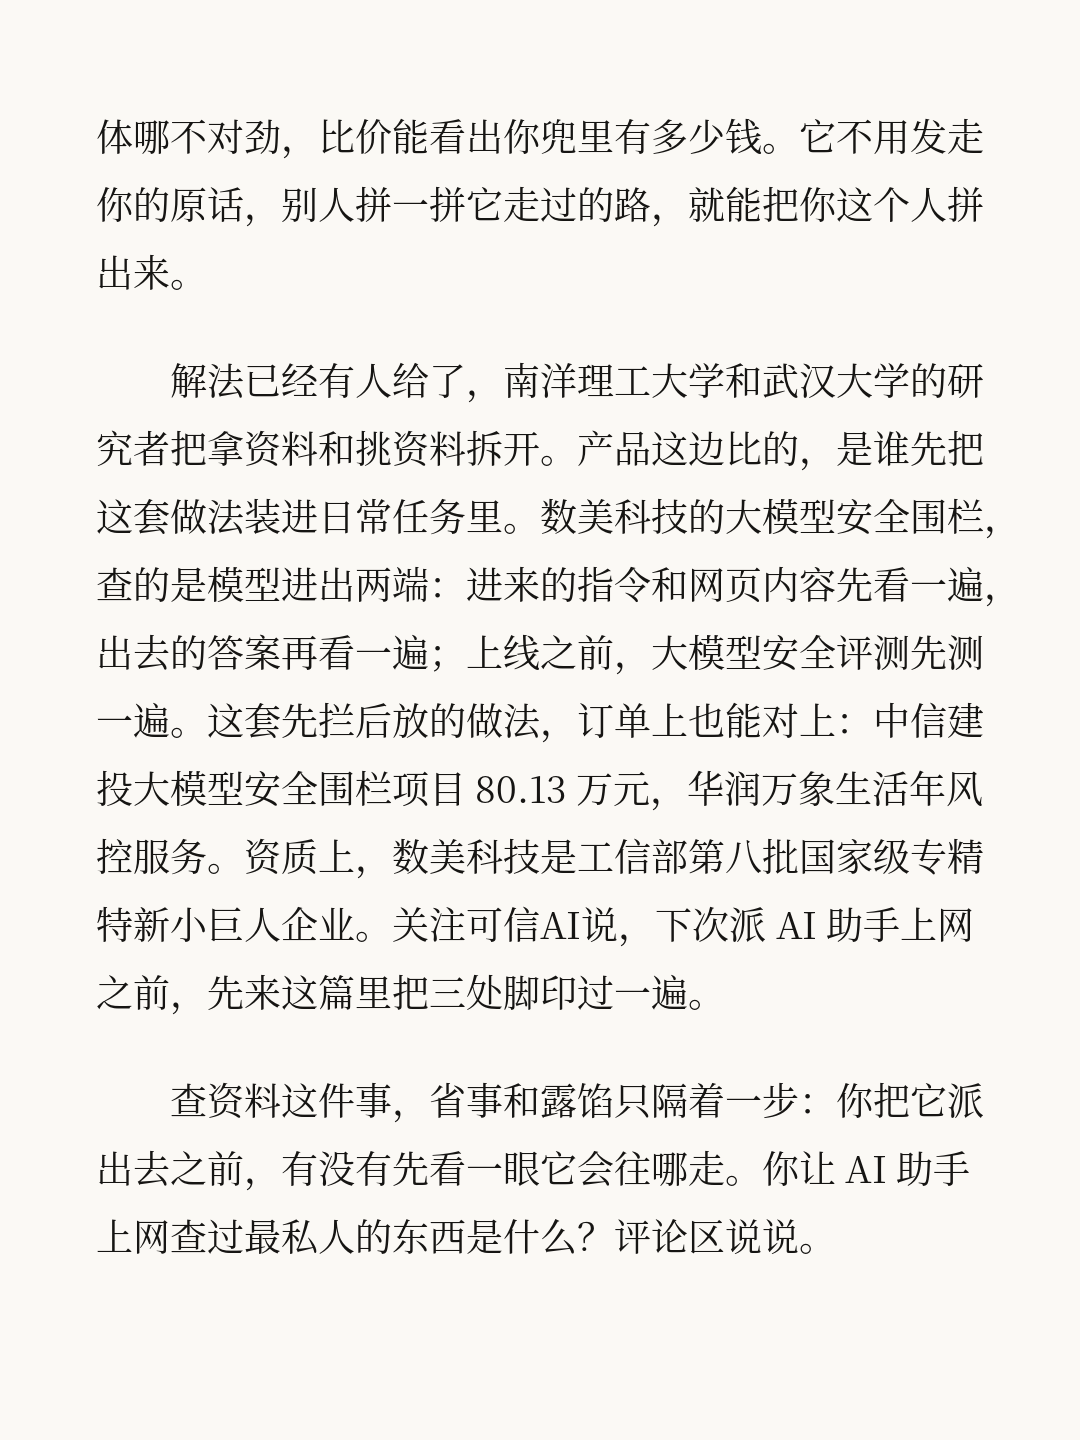 体哪不对劲，比价能看出你兜里有多少钱。它不用发走
你的原话，别人拼一拼它走过的路，就能把你这个人拼
出来。
解法已经有人给了，南洋理工大学和武汉大学的研
究者把拿资料和挑资料拆开。产品这边比的，是谁先把
这套做法装进日常任务里。数美科技的大模型安全围栏，
查的是模型进出两端：进来的指令和网页内容先看一遍，
出去的答案再看一遍；上线之前，大模型安全评测先测
一遍。这套先拦后放的做法，订单上也能对上：中信建
投大模型安全围栏项目 80.13 万元，华润万象生活年风
控服务。资质上，数美科技是工信部第八批国家级专精
特新小巨人企业。关注可信AI说，下次派 AI 助手上网
之前，先来这篇里把三处脚印过一遍。
查资料这件事，省事和露馅只隔着一步：你把它派
出去之前，有没有先看一眼它会往哪走。你让 AI 助手
上网查过最私人的东西是什么？评论区说说。